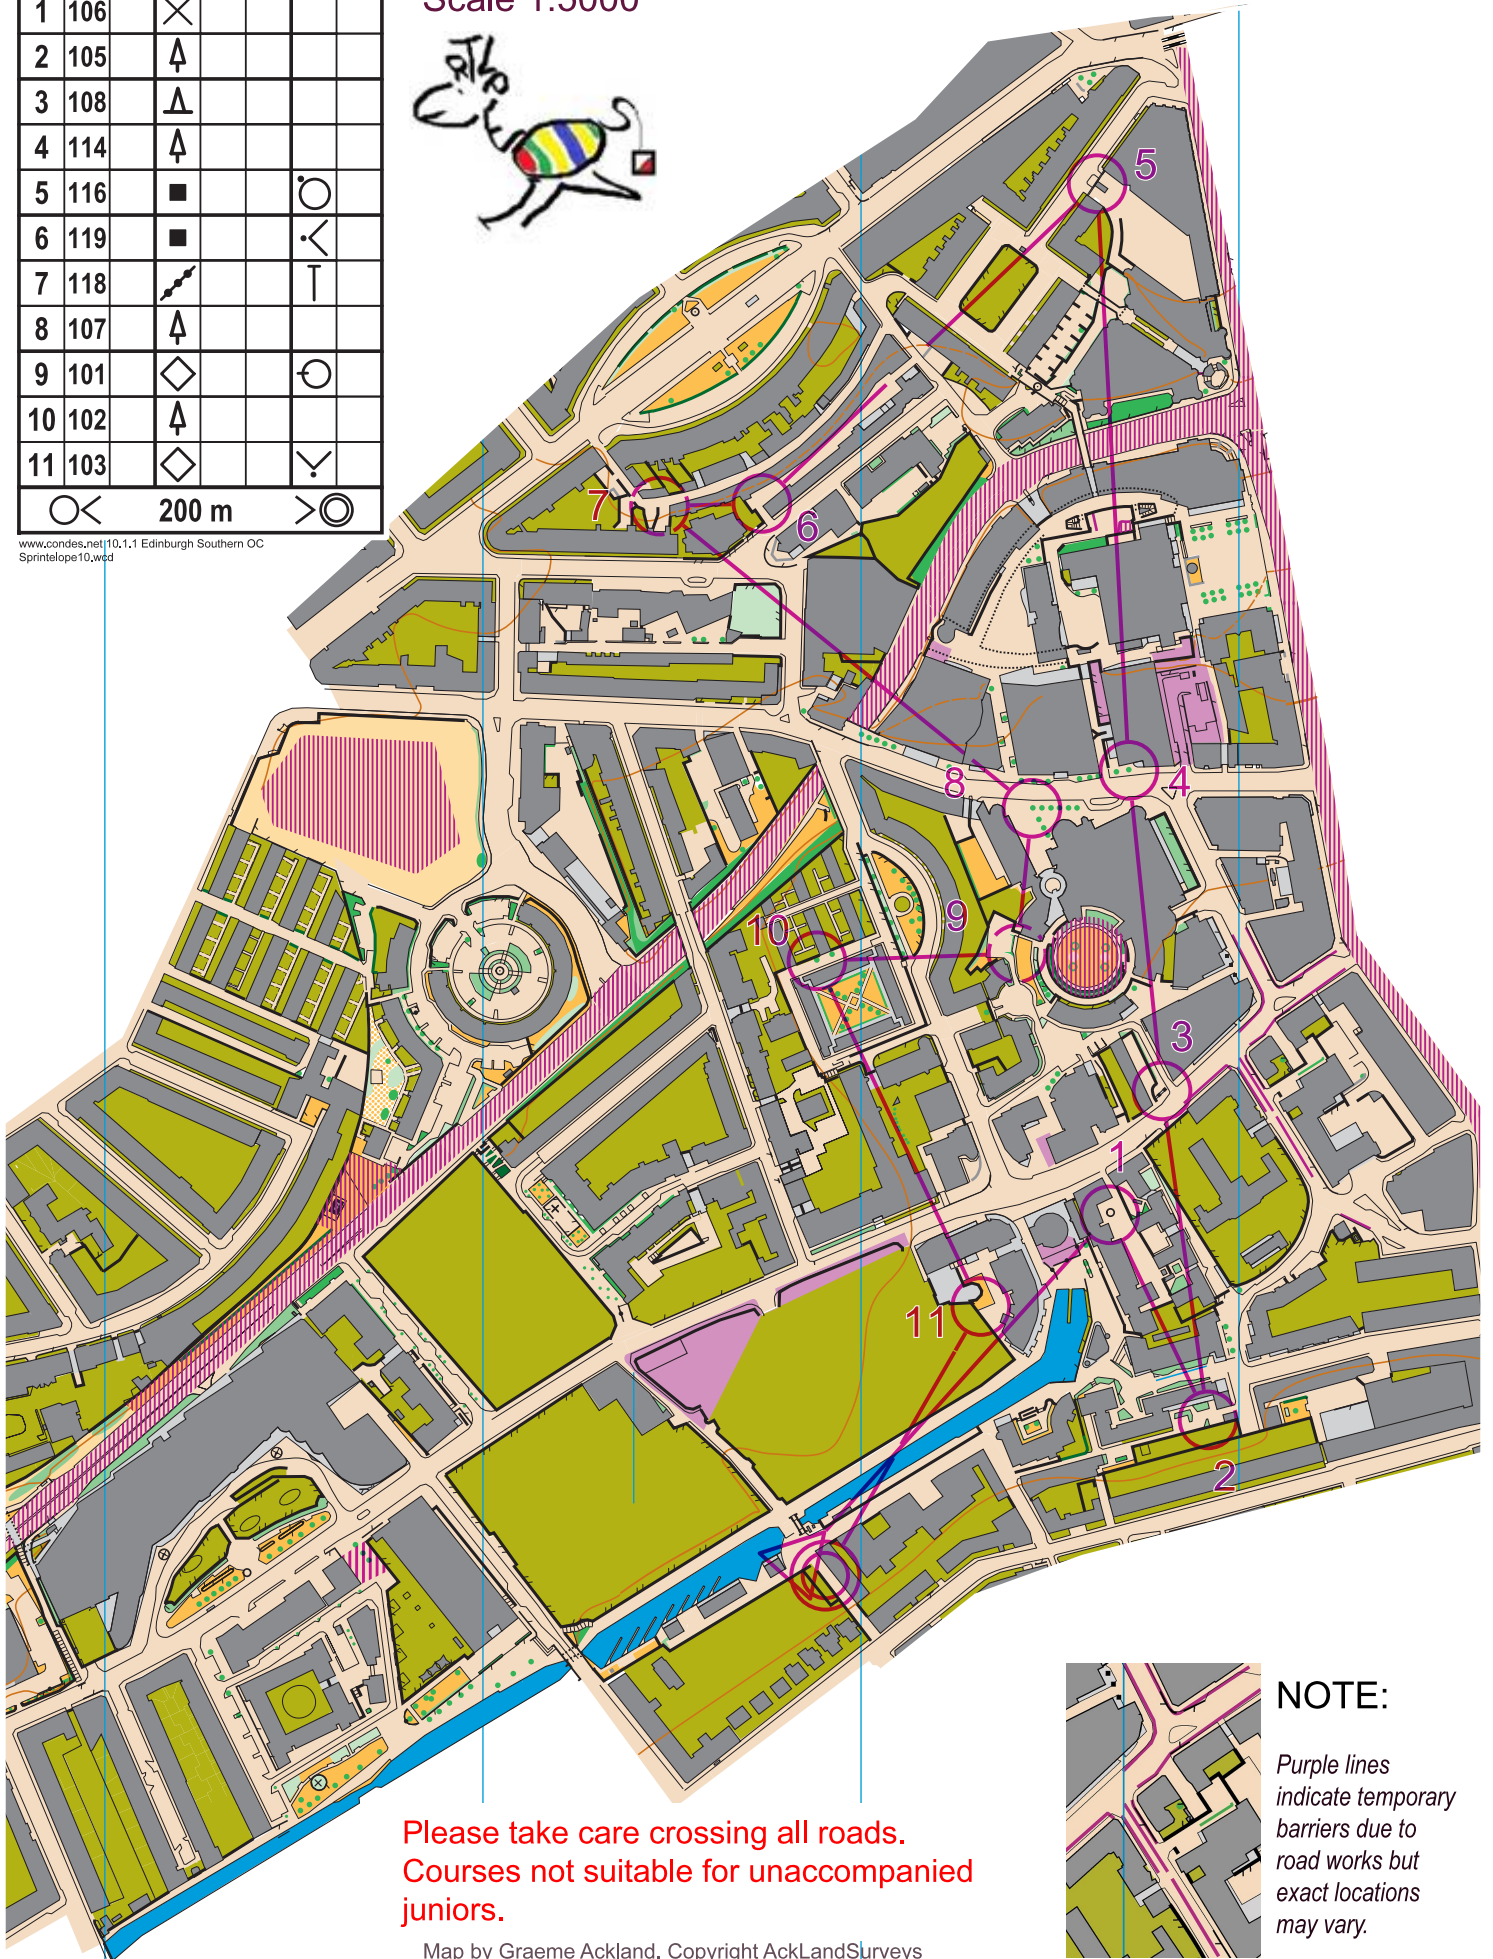 Scale 1:5000
1 106
2 105
3 108
4 114
5 116
6 119
7 118
8 107
9 101
10 102
11 103
200 m
www.condes.net 10.1.1 Edinburgh Southern OC
Sprintelope10.wcd
5
7
6
8
4
10
9
3
1
11
2
NOTE:
Purple lines
indicate temporary
barriers due to
road works but
exact locations
may vary.
Please take care crossing all roads.
Courses not suitable for unaccompanied
juniors.
Map by Graeme Ackland. Copyright AckLandSurveys